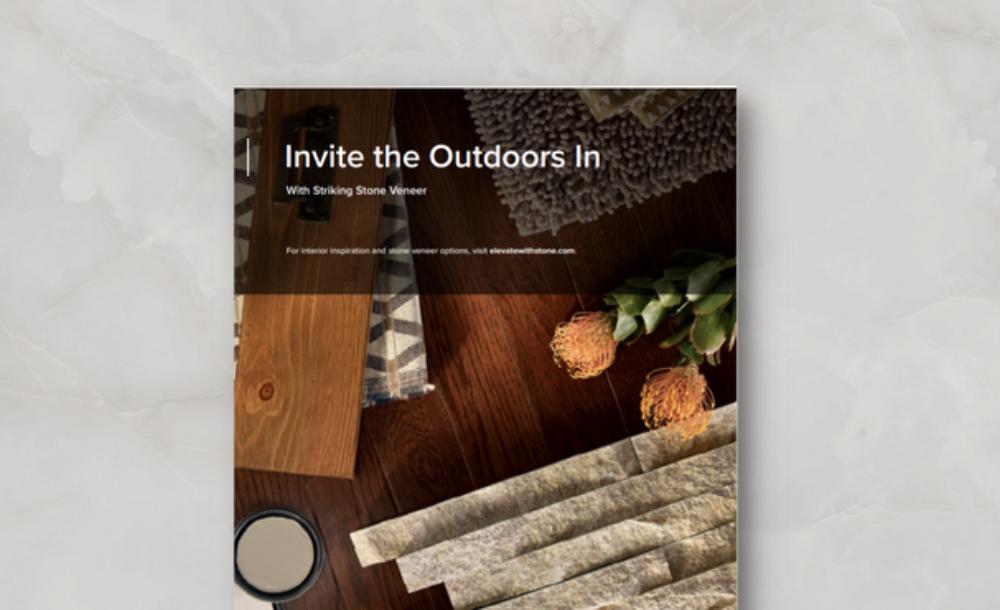 Invite the Outdoors In
With Striking Stone Veneer
For interior inspiration and stone veneer options, visit elevatewithstone.com.